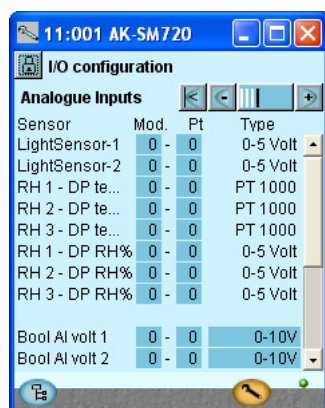 11:001 AK-SM720
I/O configuration
Analogue Inputs
Sensor Mod. Pt Type
LightSensor-1 0 - 0 0-5 Volt
LightSensor-2 0 - 0 0-5 Volt
RH 1 - DP te... 0 - 0 PT 1000
RH 2 - DP te... 0 - 0 PT 1000
RH 3 - DP te... 0 - 0 PT 1000
RH 1 - DP RH% 0 - 0 0-5 Volt
RH 2 - DP RH% 0 - 0 0-5 Volt
RH 3 - DP RH% 0 - 0 0-5 Volt
Bool AI volt 1 0 - 0 0-10V
Bool AI volt 2 0 - 0 0-10V